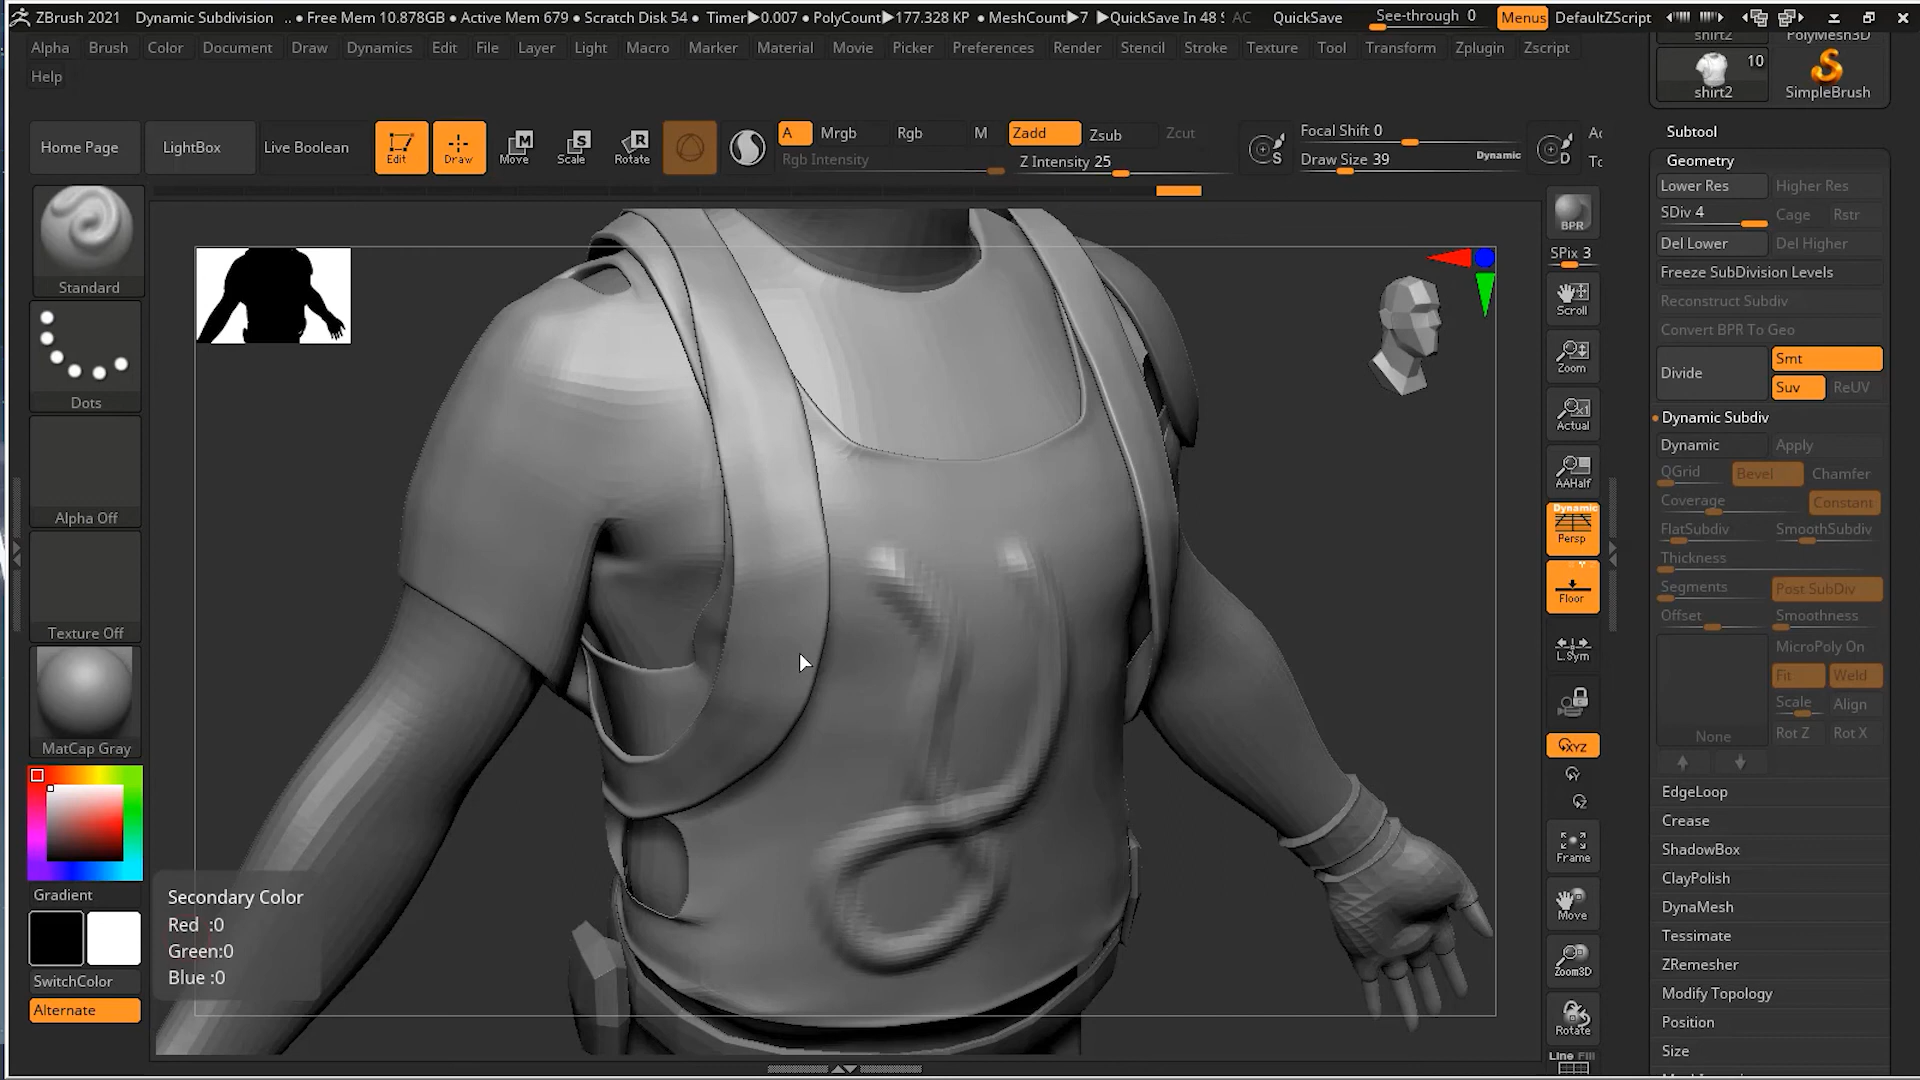 ZBrush 2021 Dynamic Subdivision .. • Free Mem 10.878GB • Active Mem 679 • Scratch Disk 54 • Timer▶0.007 • PolyCount▶177.328 KP • MeshCount▶7 ▶QuickSave In 48 S AC QuickSave See-through 0 Menus DefaultZScript
Alpha Brush Color Document Draw Dynamics Edit File Layer Light Macro Marker Material Movie Picker Preferences Render Stencil Stroke Texture Tool Transform Zplugin Zscript
Help
shirt2 PolyMesh3D
10
shirt2 SimpleBrush
Home Page LightBox Live Boolean Edit Draw Move Scale Rotate
A Mrgb Rgb M Zadd Zsub Zcut
Rgb Intensity Z Intensity 25
Focal Shift 0
Draw Size 39 Dynamic
S D
Ac
To
Standard
Dots
Alpha Off
Texture Off
MatCap Gray
Gradient
SwitchColor
Alternate
Secondary Color
Red :0
Green:0
Blue :0
BPR
SPix 3
Scroll
Zoom
Actual
AAHalf
Dynamic
Persp
Floor
L.Sym
XYZ
Y
Z
Frame
Move
Zoom3D
Rotate
Line Fill
Subtool
Geometry
Lower Res Higher Res
SDiv 4 Cage Rstr
Del Lower Del Higher
Freeze SubDivision Levels
Reconstruct Subdiv
Convert BPR To Geo
Divide Smt
Suv ReUV
Dynamic Subdiv
Dynamic Apply
QGrid Bevel Chamfer
Coverage Constant
FlatSubdiv SmoothSubdiv
Thickness
Segments Post SubDiv
Offset Smoothness
MicroPoly On
Fit Weld
Scale Align
None Rot Z Rot X
EdgeLoop
Crease
ShadowBox
ClayPolish
DynaMesh
Tessimate
ZRemesher
Modify Topology
Position
Size